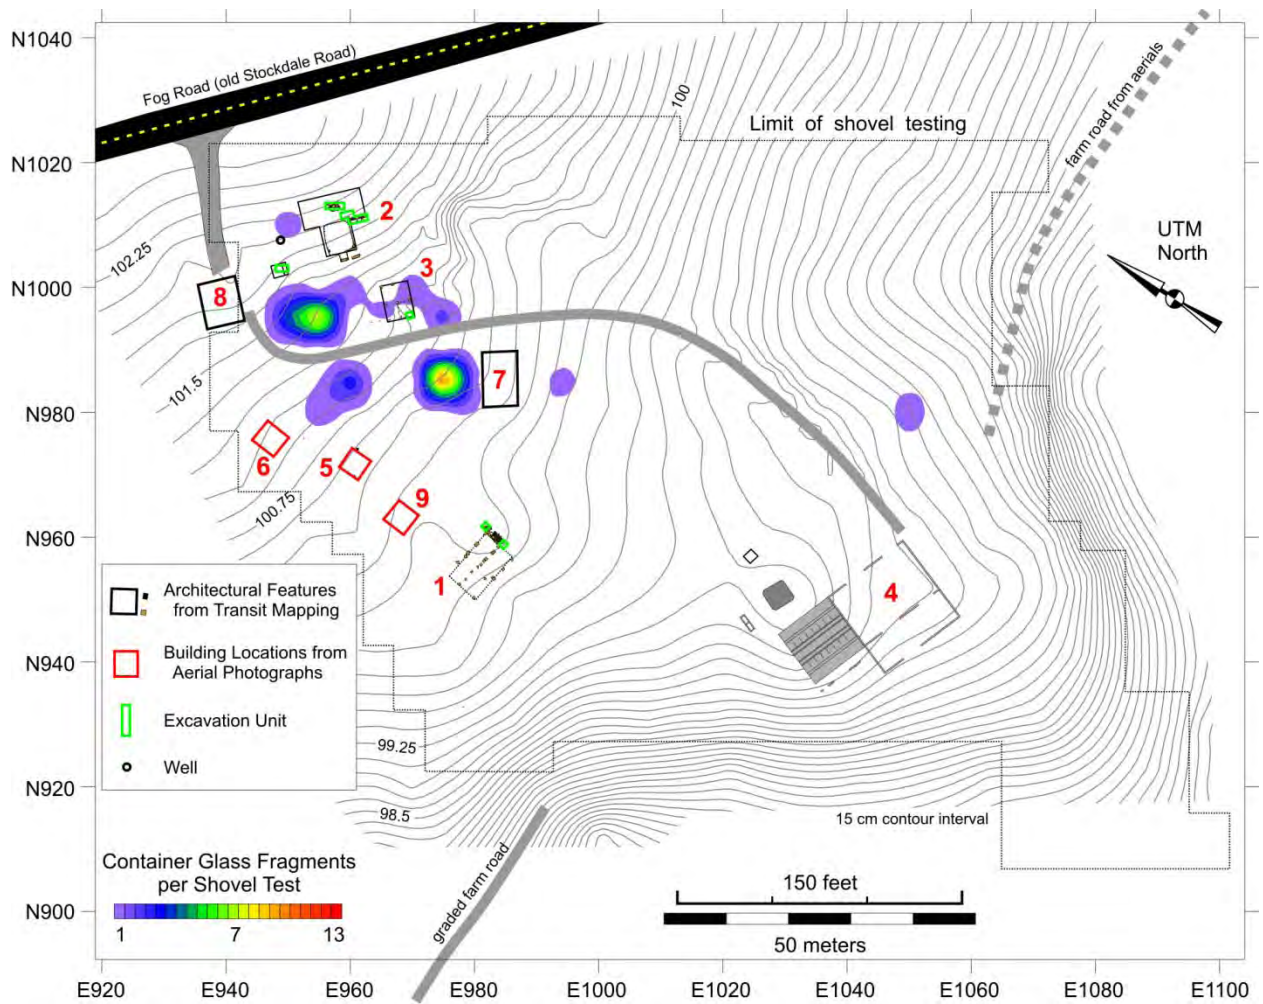 N1040
N1020
N1000
N980
N960
N940
N920
N900
Fog Road (old Stockdale Road)
100
Limit of shovel testing
farm road from aerials
UTM
North
102.25
2
3
8
101.5
7
6
5
9
100.75
1
4
Architectural Features
from Transit Mapping
Building Locations from
Aerial Photographs
Excavation Unit
Well
99.25
98.5
15 cm contour interval
Container Glass Fragments
per Shovel Test
1 7 13
graded farm road
150 feet
50 meters
E920 E940 E960 E980 E1000 E1020 E1040 E1060 E1080 E1100